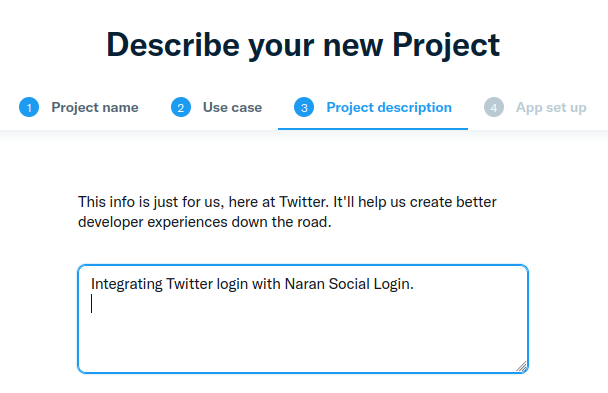 Describe your new Project
1 Project name 2 Use case 3 Project description 4 App set up
This info is just for us, here at Twitter. It'll help us create better
developer experiences down the road.
Integrating Twitter login with Naran Social Login.